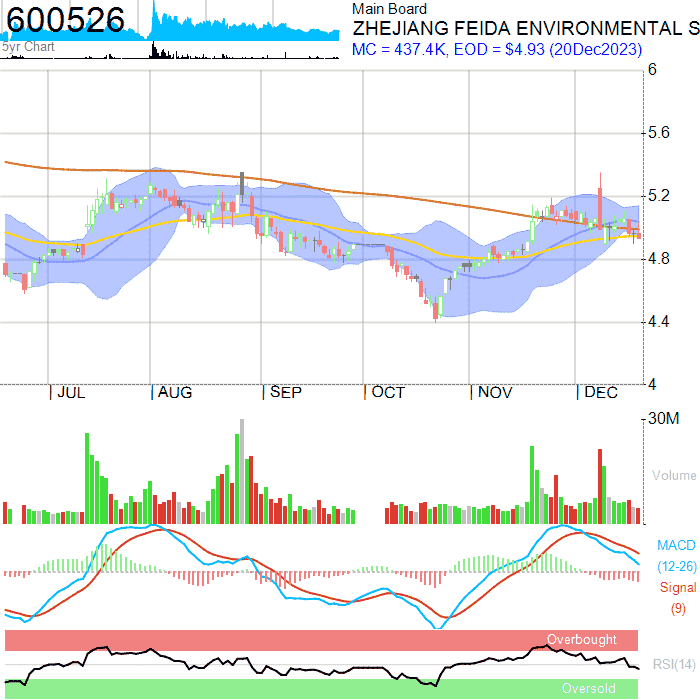 600526
5yr Chart
Main Board
ZHEJIANG FEIDA ENVIRONMENTAL S
MC = 437.4K, EOD = $4.93 (20Dec2023)
6
5.6
5.2
4.8
4.4
4
JUL AUG SEP OCT NOV DEC
30M
Volume
MACD
(12-26)
Signal
(9)
Overbought
RSI(14)
Oversold